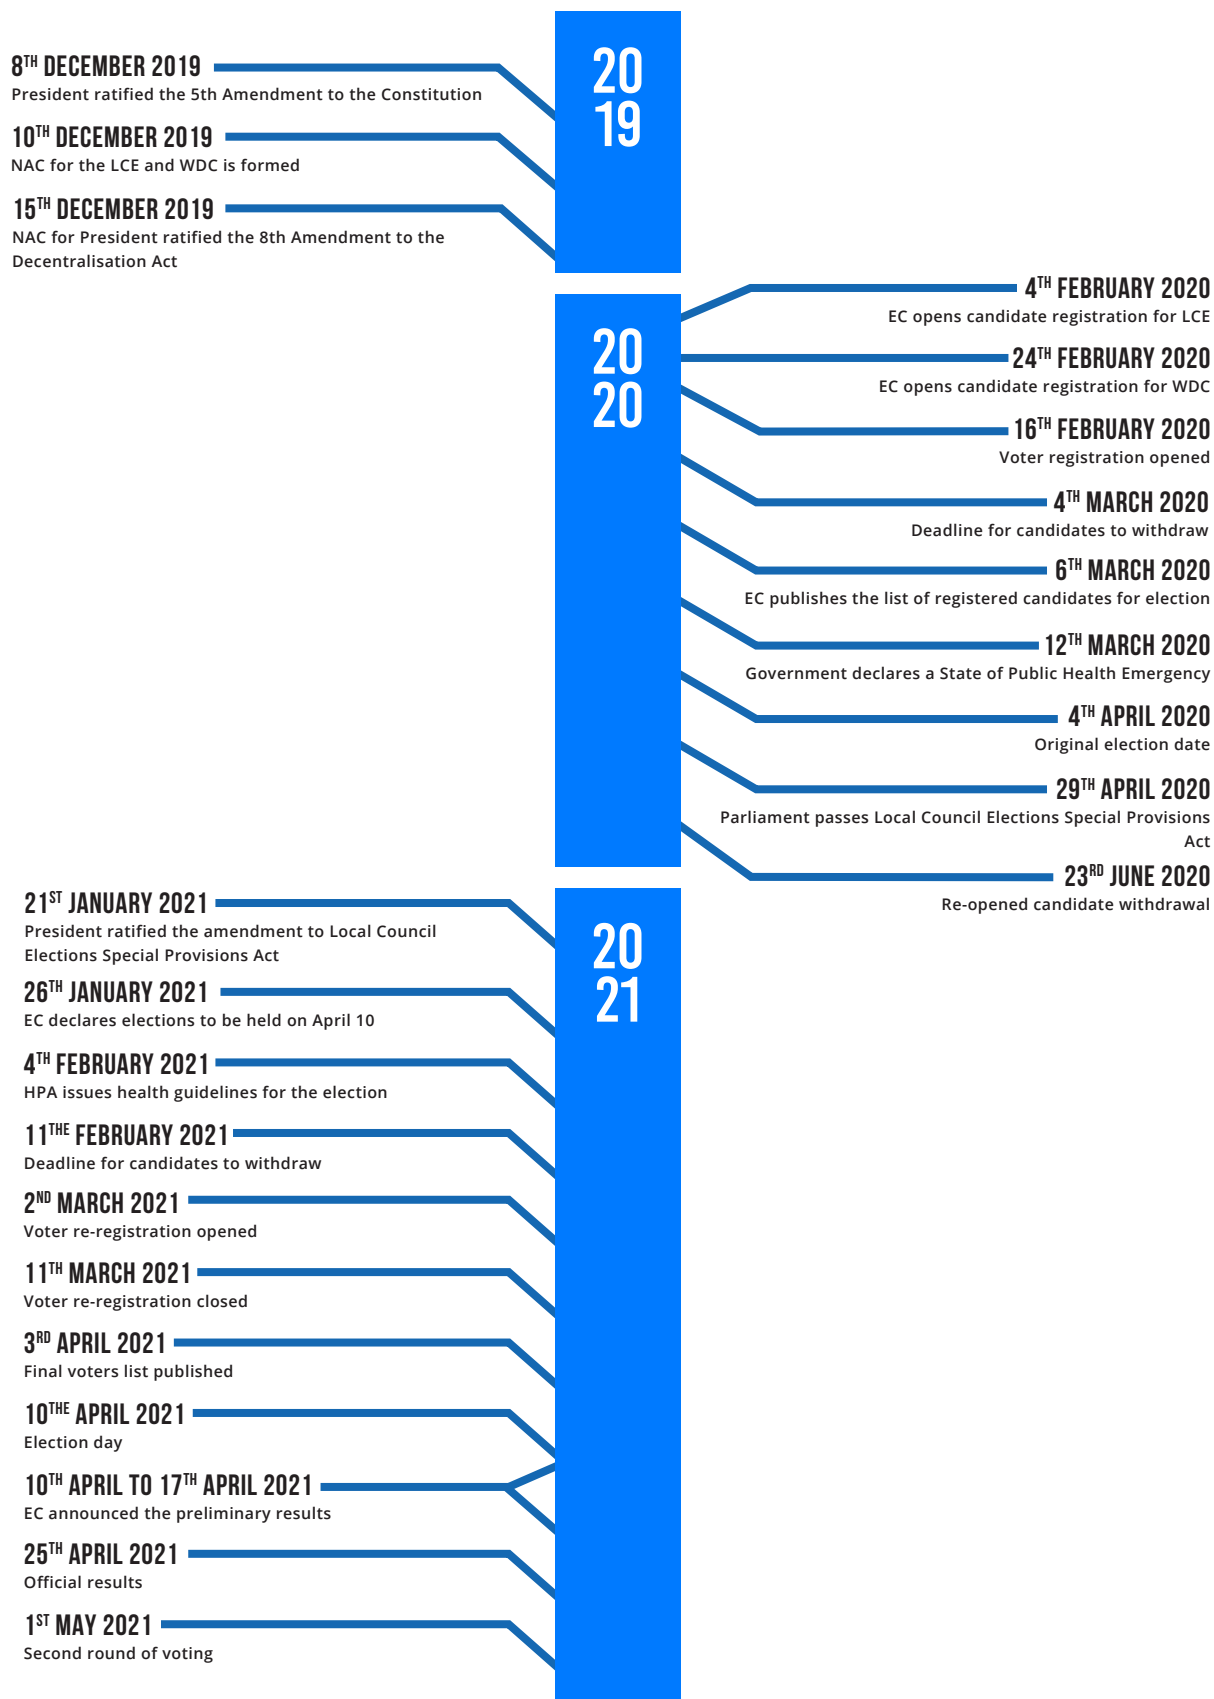 20
19
8TH DECEMBER 2019
President ratified the 5th Amendment to the Constitution
10TH DECEMBER 2019
NAC for the LCE and WDC is formed
15TH DECEMBER 2019
NAC for President ratified the 8th Amendment to the
Decentralisation Act
20
20
4TH FEBRUARY 2020
EC opens candidate registration for LCE
24TH FEBRUARY 2020
EC opens candidate registration for WDC
16TH FEBRUARY 2020
Voter registration opened
4TH MARCH 2020
Deadline for candidates to withdraw
6TH MARCH 2020
EC publishes the list of registered candidates for election
12TH MARCH 2020
Government declares a State of Public Health Emergency
4TH APRIL 2020
Original election date
29TH APRIL 2020
Parliament passes Local Council Elections Special Provisions
Act
23RD JUNE 2020
Re-opened candidate withdrawal
20
21
21ST JANUARY 2021
President ratified the amendment to Local Council
Elections Special Provisions Act
26TH JANUARY 2021
EC declares elections to be held on April 10
4TH FEBRUARY 2021
HPA issues health guidelines for the election
11THE FEBRUARY 2021
Deadline for candidates to withdraw
2ND MARCH 2021
Voter re-registration opened
11TH MARCH 2021
Voter re-registration closed
3RD APRIL 2021
Final voters list published
10THE APRIL 2021
Election day
10TH APRIL TO 17TH APRIL 2021
EC announced the preliminary results
25TH APRIL 2021
Official results
1ST MAY 2021
Second round of voting